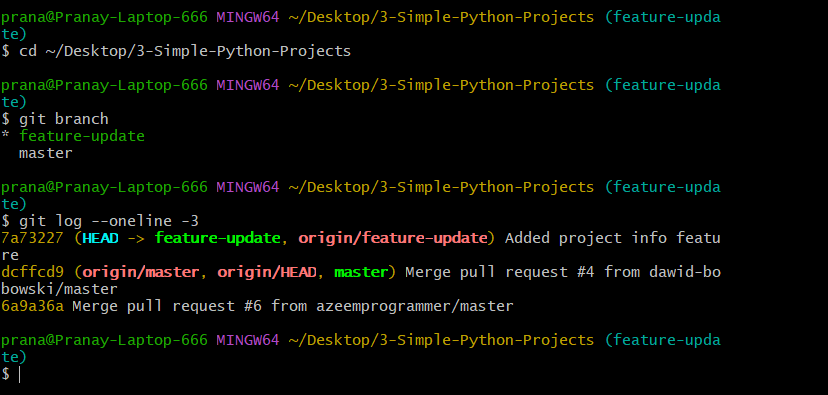 prana@Pranay-Laptop-666 MINGW64 ~/Desktop/3-Simple-Python-Projects (feature-upda
te)
$ cd ~/Desktop/3-Simple-Python-Projects
prana@Pranay-Laptop-666 MINGW64 ~/Desktop/3-Simple-Python-Projects (feature-upda
te)
$ git branch
* feature-update
  master
prana@Pranay-Laptop-666 MINGW64 ~/Desktop/3-Simple-Python-Projects (feature-upda
te)
$ git log --oneline -3
7a73227 (HEAD -> feature-update, origin/feature-update) Added project info featu
re
dcffcd9 (origin/master, origin/HEAD, master) Merge pull request #4 from dawid-bo
bowski/master
6a9a36a Merge pull request #6 from azeemprogrammer/master
prana@Pranay-Laptop-666 MINGW64 ~/Desktop/3-Simple-Python-Projects (feature-upda
te)
$